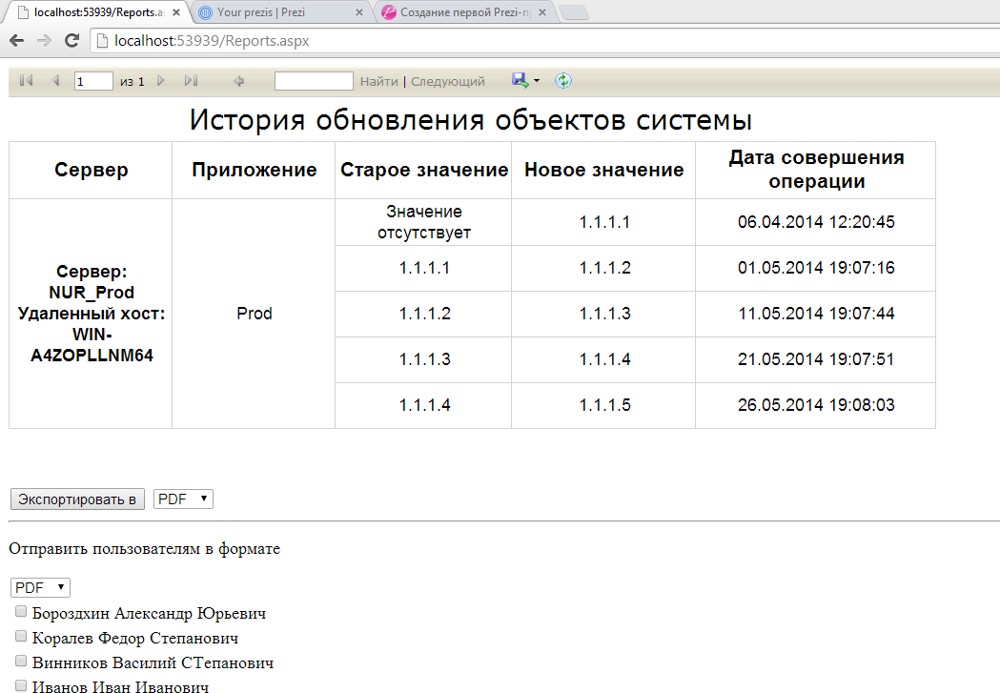 localhost:53939/Reports.as
Your prezis | Prezi
Создание первой Prezi-п
localhost:53939/Reports.aspx
1 из 1 Найти | Следующий
История обновления объектов системы
Сервер Приложение Старое значение Новое значение Дата совершения
операции
Сервер:
NUR_Prod
Удаленный хост:
WIN-
A4ZOPLLNM64
Prod
Значение
отсутствует
1.1.1.1 06.04.2014 12:20:45
1.1.1.1 1.1.1.2 01.05.2014 19:07:16
1.1.1.2 1.1.1.3 11.05.2014 19:07:44
1.1.1.3 1.1.1.4 21.05.2014 19:07:51
1.1.1.4 1.1.1.5 26.05.2014 19:08:03
Экспортировать в PDF
Отправить пользователям в формате
PDF
Бороздхин Александр Юрьевич
Коралев Федор Степанович
Винников Василий СТепанович
Иванов Иван Иванович